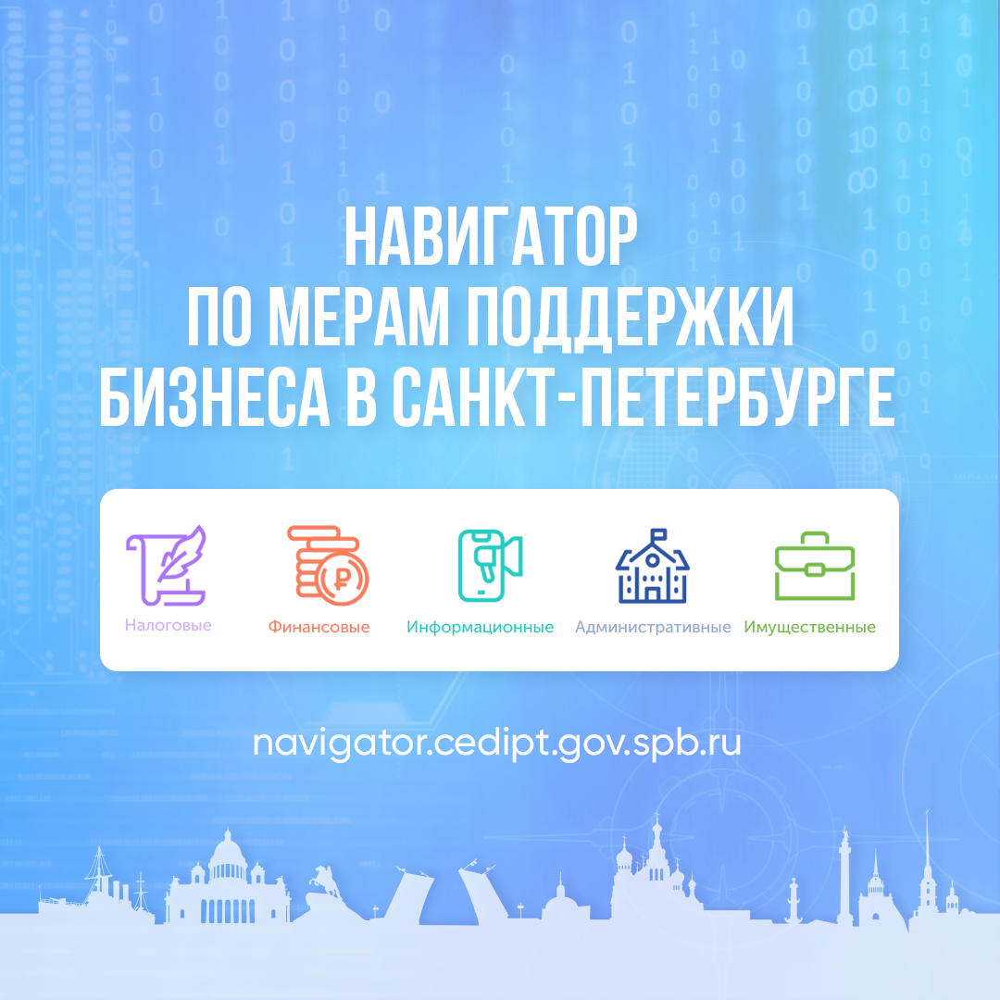 НАВИГАТОР
ПО МЕРАМ ПОДДЕРЖКИ
БИЗНЕСА В САНКТ-ПЕТЕРБУРГЕ
Налоговые
Финансовые
Информационные
Административные
Имущественные
navigator.cedipt.gov.spb.ru